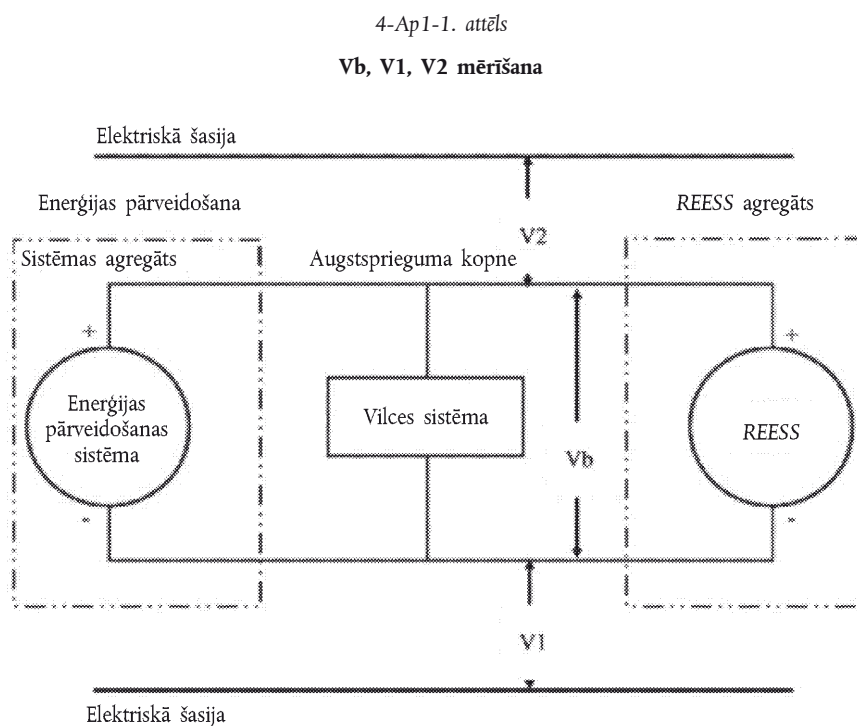 4-Ap1-1. attēls
Vb, V1, V2 mērīšana
Elektriskā šasija
Enerģijas pārveidošana
REESS agregāts
V2
Sistēmas agregāts
Augstsprieguma kopne
+
+
Enerģijas
pārveidošanas
sistēma
Vilces sistēma
REESS
Vb
-
-
V1
Elektriskā šasija